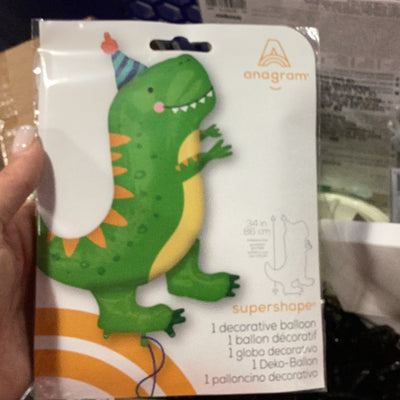 anagram®
34 in
86 cm
supershape®
1 decorative balloon
1 ballon décoratif
1 globo decorativo
1 Deko-Ballon
1 palloncino decorativo